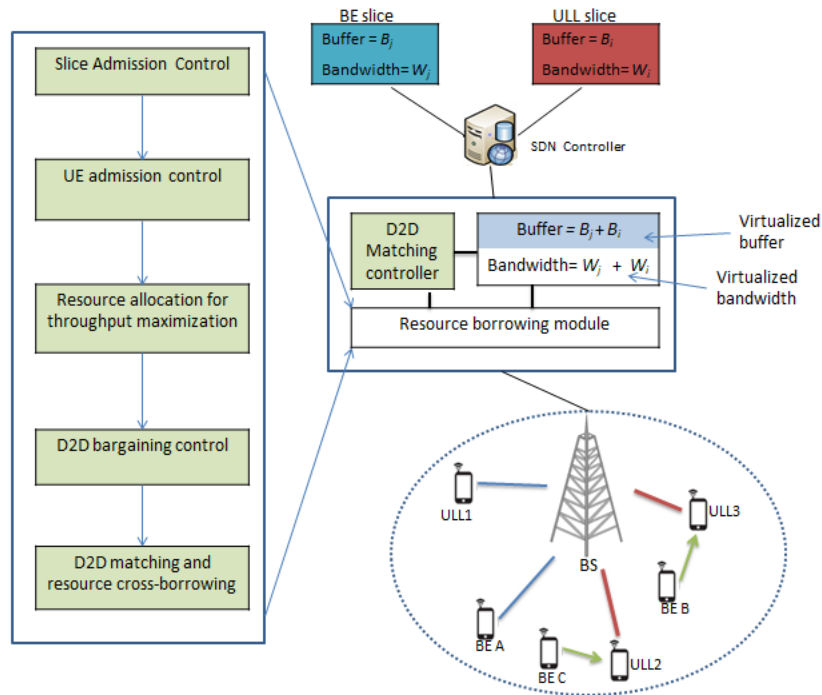 Slice Admission Control
UE admission control
Resource allocation for
throughput maximization
D2D bargaining control
D2D matching and
resource cross-borrowing
BE slice
Buffer = Bj
Bandwidth= Wj
ULL slice
Buffer = Bi
Bandwidth= Wi
SDN Controller
D2D
Matching
controller
Buffer = Bj + Bi
Bandwidth= Wj + Wi
Resource borrowing module
Virtualized
buffer
Virtualized
bandwidth
ULL1
BS
ULL3
BE B
BE A
BE C
ULL2